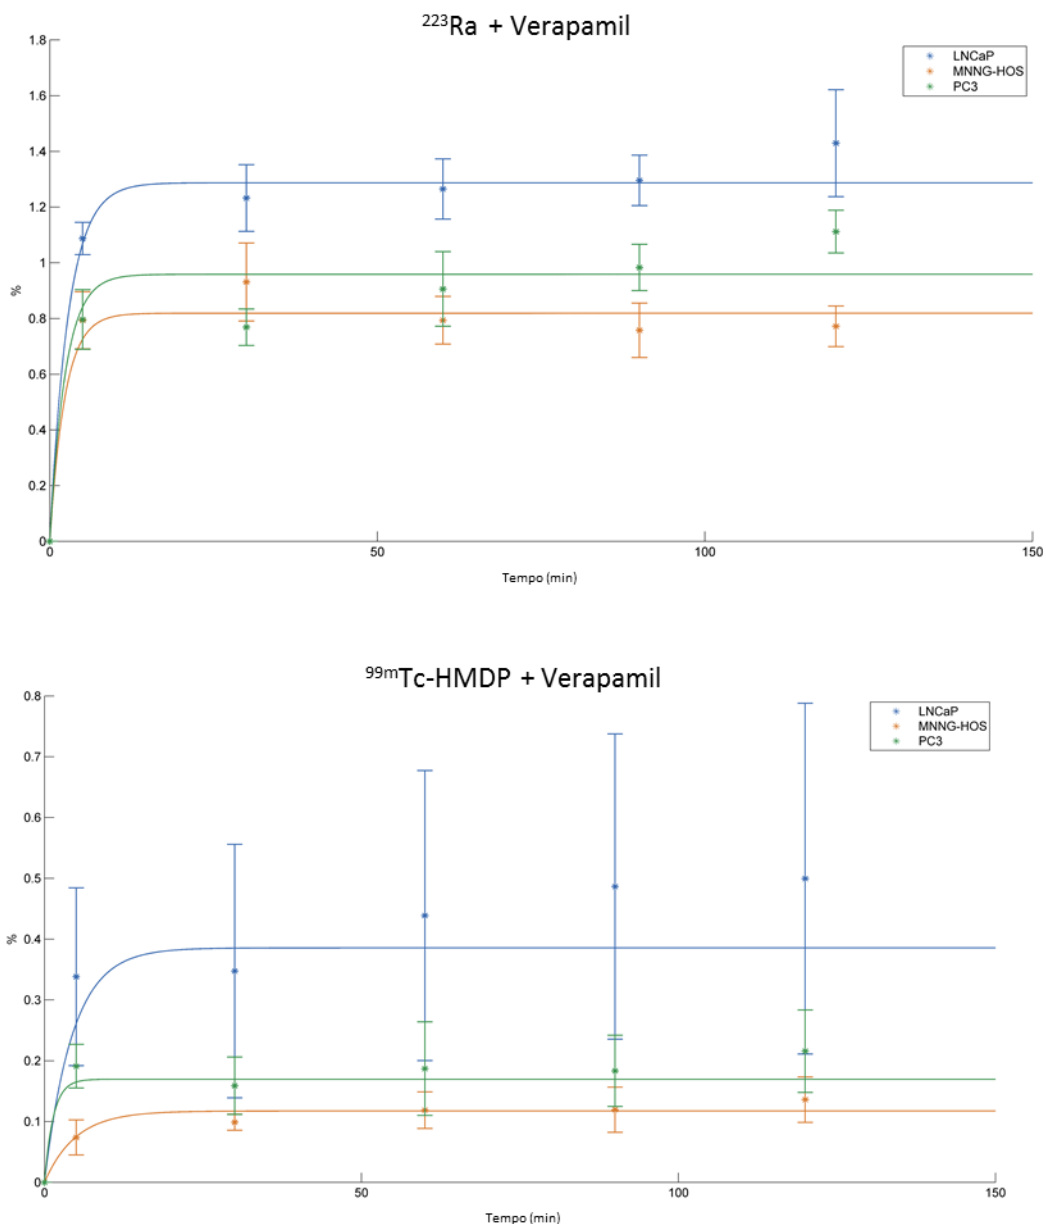 ²²³Ra + Verapamil
1.8
LNCaP
MNNG-HOS
PC3
1.6
1.4
1.2
1
%
0.8
0.6
0.4
0.2
0
0
50
100
150
Tempo (min)
⁹⁹ᵐTc-HMDP + Verapamil
0.8
LNCaP
MNNG-HOS
PC3
0.7
0.6
0.5
0.4
%
0.3
0.2
0.1
0
0
50
100
150
Tempo (min)